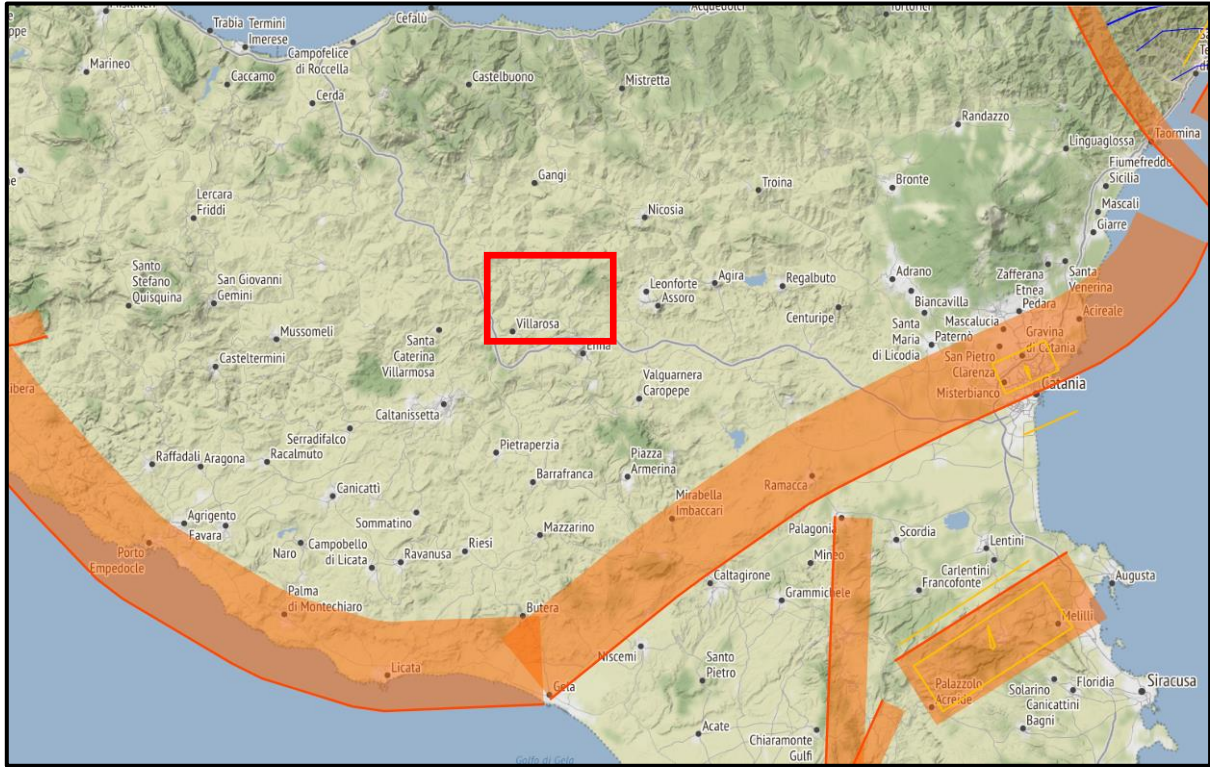 Trabia
Termini
Imerese
Cefalù
Campofelice
di Roccella
Marineo
Caccamo
Cerda
Castelbuono
Mistretta
Randazzo
Taormina
Linguaglossa
Fiumefreddo
Sicilia
Mascali
Giarre
Gangi
Troina
Bronte
Lercara
Friddi
Nicosia
Santo
Stefano
Quisquina
San Giovanni
Gemini
Leonforte
Assoro
Agira
Regalbuto
Adrano
Zafferana
Etnea
Santa
Venerina
Biancavilla
Pedara
Centuripe
Mascalucia
Acireale
Villarosa
Mussomeli
Santa
Caterina
Villarmosa
Enna
Santa
Maria
di Licodia
Paternò
Gravina
di Catania
San Pietro
Clarenza
Casteltermini
Valguarnera
Caropepe
Misterbianco
Catania
Caltanissetta
Serradifalco
Racalmuto
Raffadali
Aragona
Pietraperzia
Piazza
Armerina
Barrafranca
Canicattì
Ramacca
Mirabella
Imbaccari
Sommatino
Agrigento
Favara
Mazzarino
Palagonia
Scordia
Porto
Empedocle
Naro
Campobello
di Licata
Ravanusa
Riesi
Lentini
Carlentini
Francofonte
Augusta
Caltagirone
Grammichele
Palma
di Montechiaro
Butera
Melilli
Niscemi
Santo
Pietro
Licata
Gela
Palazzolo
Acreide
Solarino
Floridia
Canicattini
Bagni
Siracusa
Acate
Chiaramonte
Gulfi
Golfo di Gela